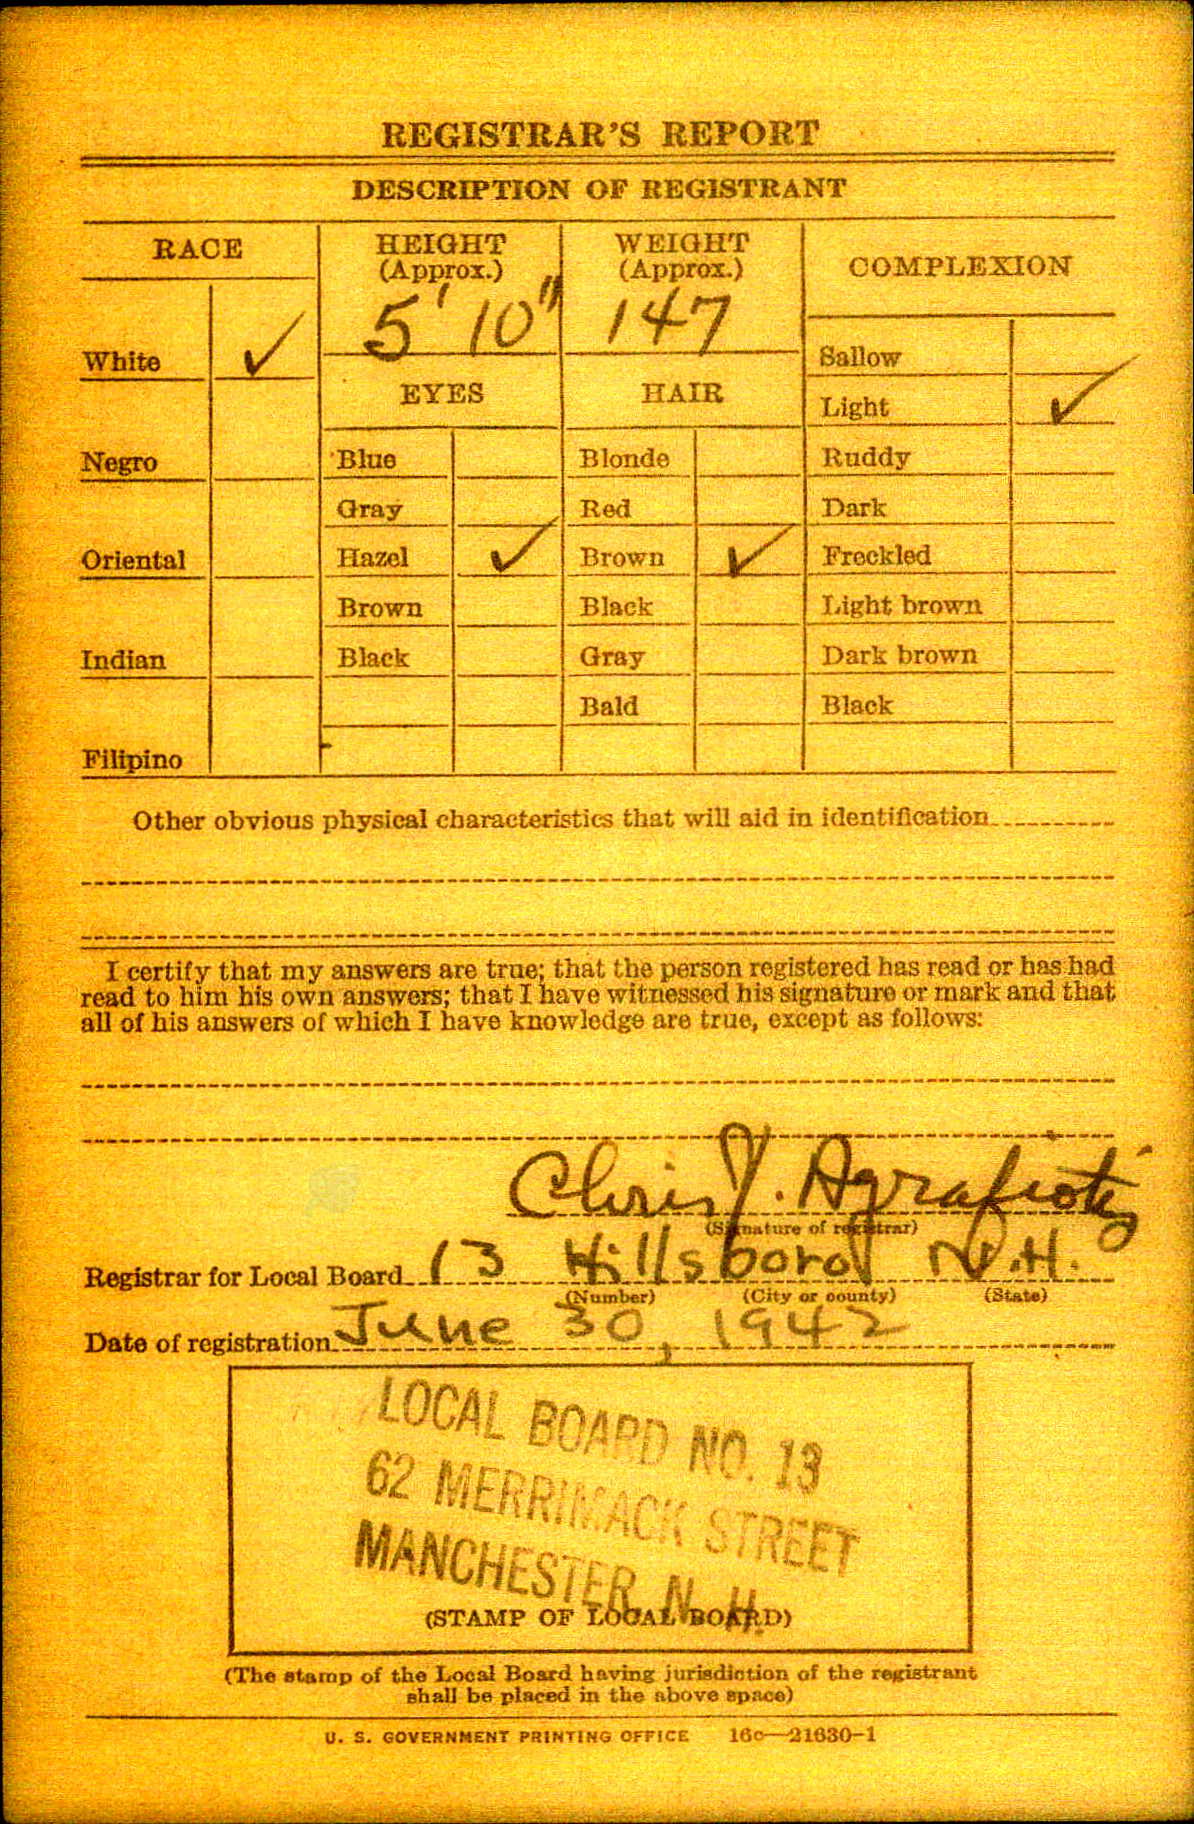 REGISTRAR'S REPORT
DESCRIPTION OF REGISTRANT
RACE
HEIGHT
(Approx.)
WEIGHT
(Approx.)
COMPLEXION
5' 10"
147
White ✓
Sallow
EYES
HAIR
Light ✓
Negro
Blue
Blonde
Ruddy
Gray
Red
Dark
Oriental
Hazel ✓
Brown ✓
Freckled
Brown
Black
Light brown
Indian
Black
Gray
Dark brown
Bald
Black
Filipino
Other obvious physical characteristics that will aid in identification
I certify that my answers are true; that the person registered has read or has had
read to him his own answers; that I have witnessed his signature or mark and that
all of his answers of which I have knowledge are true, except as follows:
Chris J. Agrafiotis
(Signature of registrar)
Registrar for Local Board 13 Hillsboro N.H.
(Number) (City or county) (State)
Date of registration June 30, 1942
LOCAL BOARD NO. 13
62 MERRIMACK STREET
MANCHESTER, N. H.
(STAMP OF LOCAL BOARD)
(The stamp of the Local Board having jurisdiction of the registrant
shall be placed in the above space)
U. S. GOVERNMENT PRINTING OFFICE 16c—21630-1